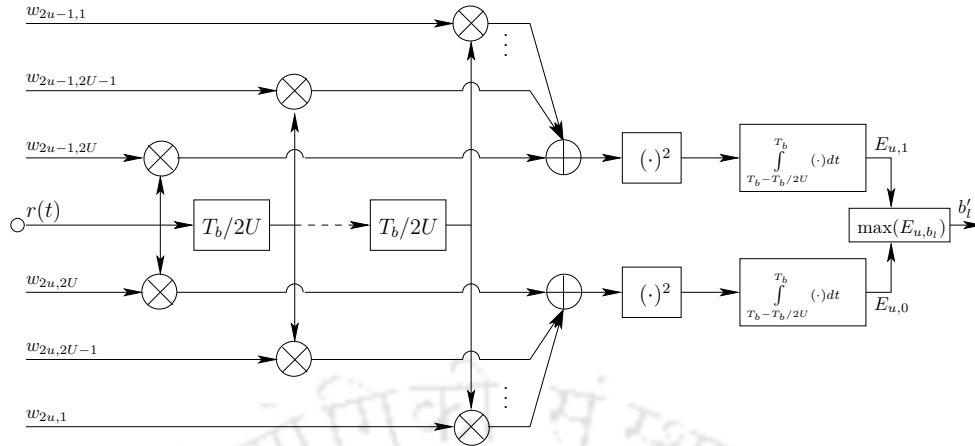 w_{2u−1,1}
w_{2u−1,2U−1}
w_{2u−1,2U}
r(t) T_b/2U T_b/2U
w_{2u,2U}
w_{2u,2U−1}
w_{2u,1}
(·)^2
∫_{T_b−T_b/2U}^{T_b} (·)dt
E_{u,1}
max(E_{u,b_l})
b′_l
(·)^2
∫_{T_b−T_b/2U}^{T_b} (·)dt
E_{u,0}